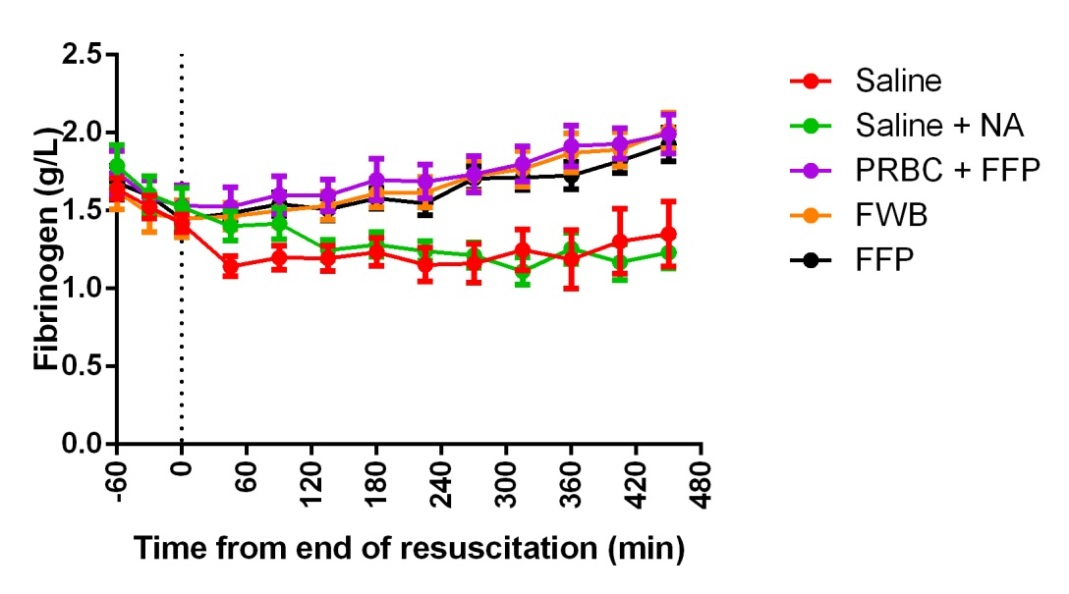 2.5
2.0
1.5
1.0
0.5
0.0
Fibrinogen (g/L)
-60
0
60
120
180
240
300
360
420
480
Time from end of resuscitation (min)
Saline
Saline + NA
PRBC + FFP
FWB
FFP